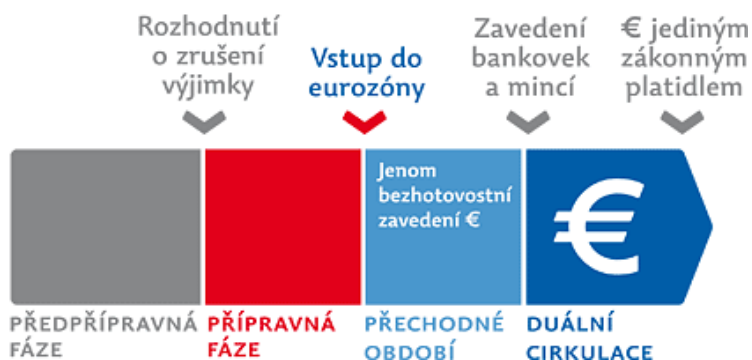 Rozhodnutí
o zrušení
výjimky
Vstup do
eurozóny
Zavedení
bankovek
a mincí
€ jediným
zákonným
platidlem
Jenom
bezhotovostní
zavedení €
€
PŘEDPŘÍPRAVNÁ
FÁZE
PŘÍPRAVNÁ
FÁZE
PŘECHODNÉ
OBDOBÍ
DUÁLNÍ
CIRKULACE